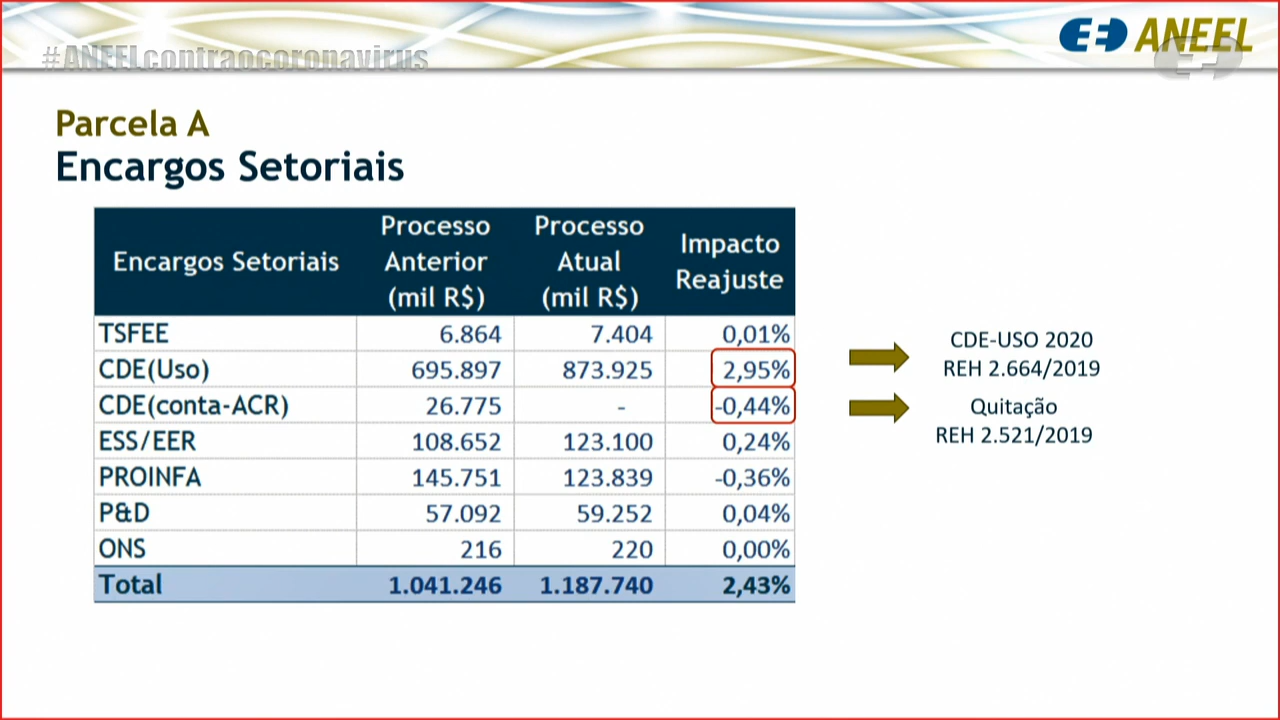 #ANEELcontraocoronavirus
ANEEL
Parcela A
Encargos Setoriais
Encargos Setoriais Processo Anterior (mil R$) Processo Atual (mil R$) Impacto Reajuste
TSFEE 6.864 7.404 0,01%
CDE(Uso) 695.897 873.925 2,95%
CDE(conta-ACR) 26.775 - -0,44%
ESS/EER 108.652 123.100 0,24%
PROINFA 145.751 123.839 -0,36%
P&D 57.092 59.252 0,04%
ONS 216 220 0,00%
Total 1.041.246 1.187.740 2,43%
CDE-USO 2020
REH 2.664/2019
Quitação
REH 2.521/2019